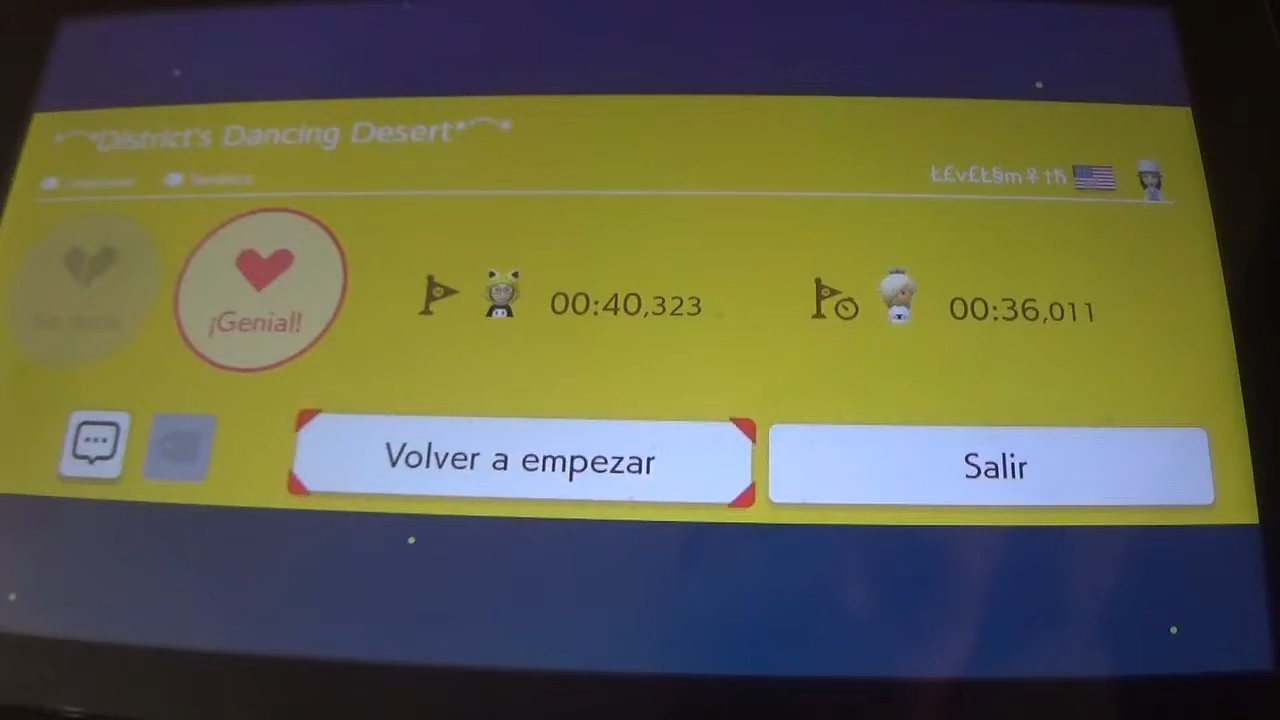 *⌒*District's Dancing Desert*⌒*
Ł£v£Ł§m♀†ℏ
¡Genial!
00:40,323
00:36,011
Volver a empezar
Salir